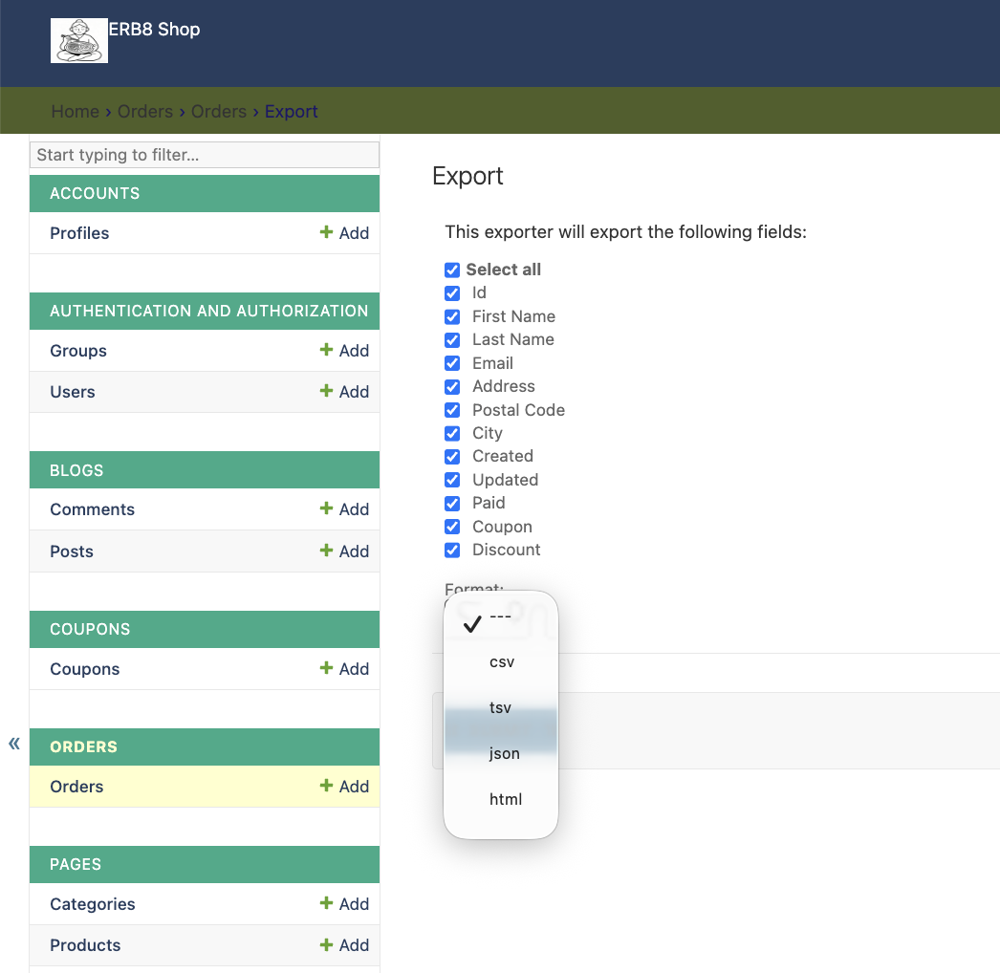 ERB8 Shop
Home › Orders › Orders › Export
Start typing to filter...
ACCOUNTS
Profiles + Add
AUTHENTICATION AND AUTHORIZATION
Groups + Add
Users + Add
BLOGS
Comments + Add
Posts + Add
COUPONS
Coupons + Add
«
ORDERS
Orders + Add
PAGES
Categories + Add
Products + Add
Export
This exporter will export the following fields:
Select all
Id
First Name
Last Name
Email
Address
Postal Code
City
Created
Updated
Paid
Coupon
Discount
Format:
---
csv
tsv
json
html